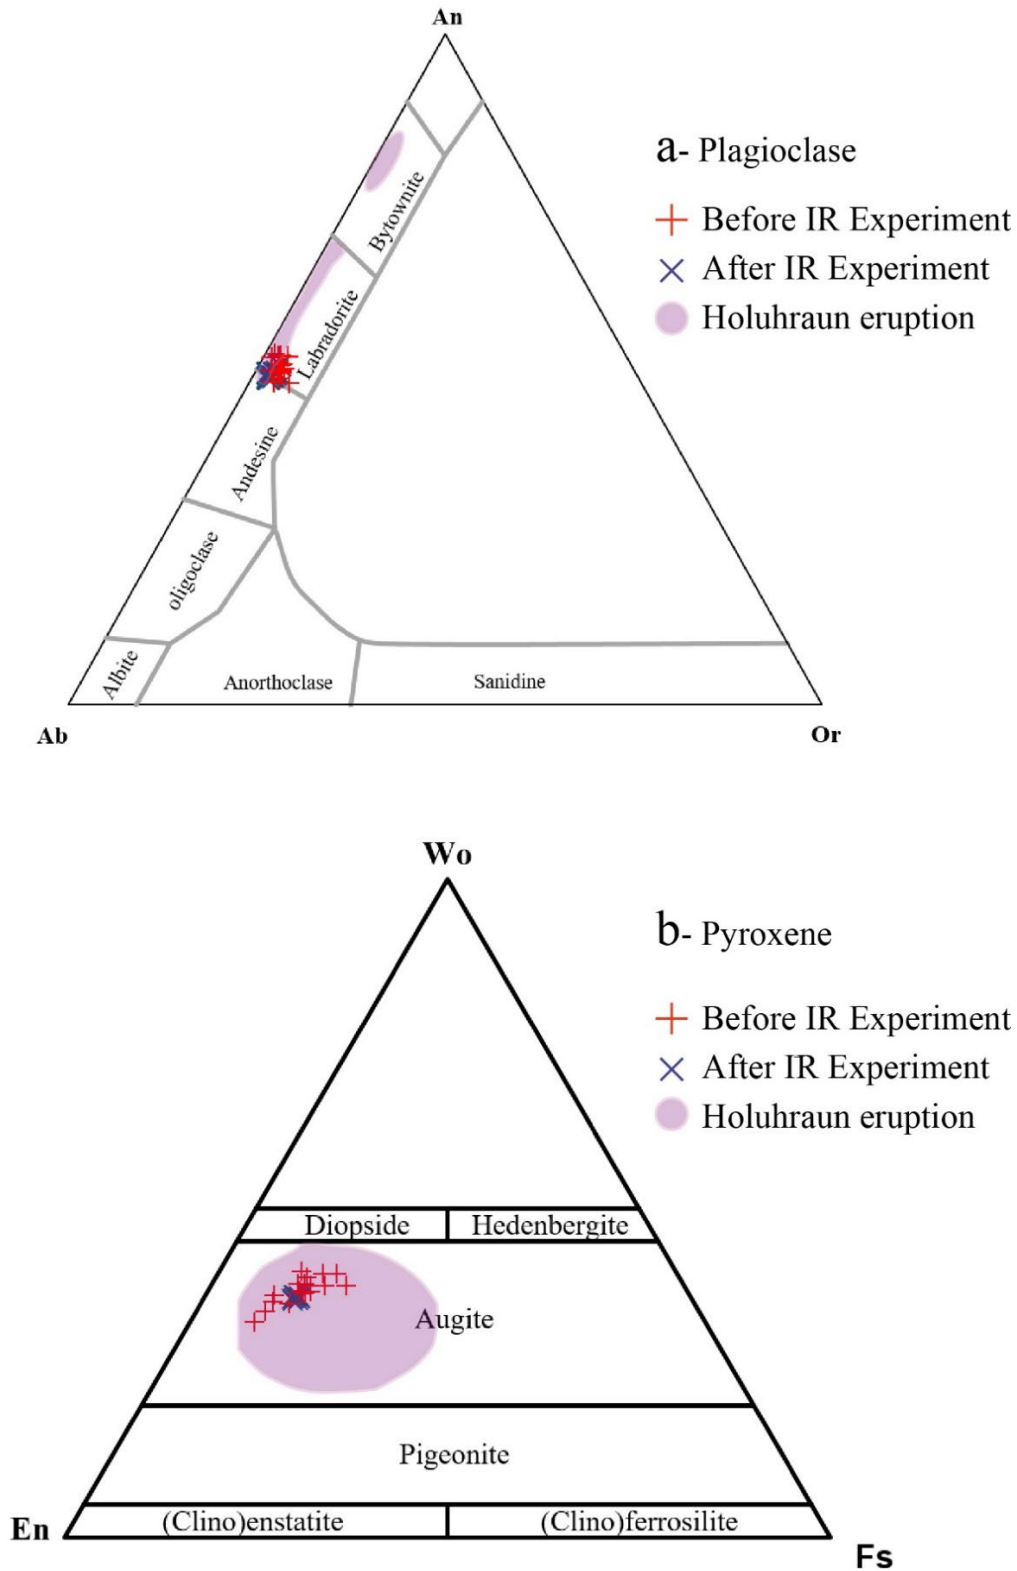 An
a- Plagioclase
Before IR Experiment
After IR Experiment
Holuhraun eruption
Bytownite
Labradorite
Andesine
oligoclase
Albite
Anorthoclase
Sanidine
Ab
Or
Wo
b- Pyroxene
Before IR Experiment
After IR Experiment
Holuhraun eruption
Diopside
Hedenbergite
Augite
Pigeonite
(Clino)enstatite
(Clino)ferrosilite
En
Fs